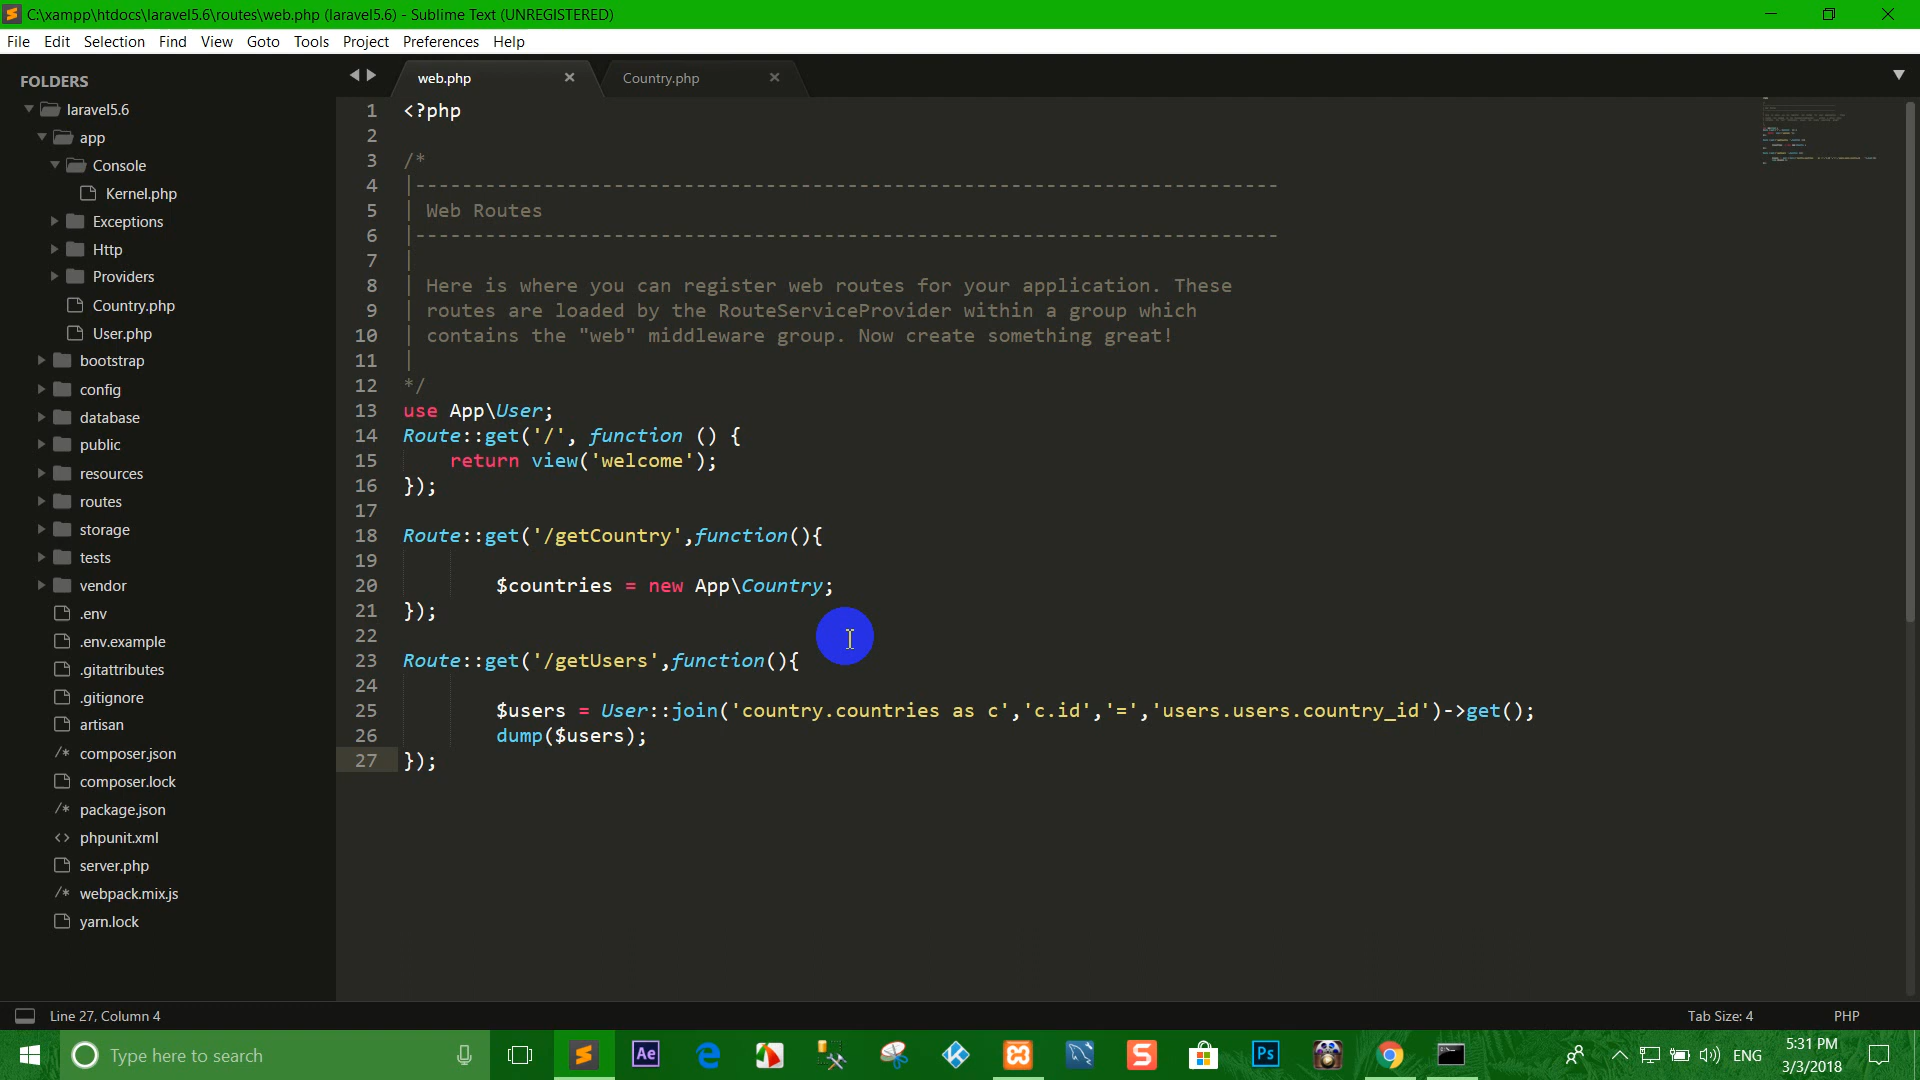 C:\xampp\htdocs\laravel5.6\routes\web.php (laravel5.6) - Sublime Text (UNREGISTERED)
File Edit Selection Find View Goto Tools Project Preferences Help
FOLDERS
laravel5.6
app
Console
Kernel.php
Exceptions
Http
Providers
Country.php
User.php
bootstrap
config
database
public
resources
routes
storage
tests
vendor
.env
.env.example
.gitattributes
.gitignore
artisan
/* composer.json
composer.lock
/* package.json
<> phpunit.xml
server.php
/* webpack.mix.js
yarn.lock
web.php × Country.php ×
1 <?php
2
3 /*
4 |--------------------------------------------------------------------------
5 | Web Routes
6 |--------------------------------------------------------------------------
7 |
8 | Here is where you can register web routes for your application. These
9 | routes are loaded by the RouteServiceProvider within a group which
10 | contains the "web" middleware group. Now create something great!
11 |
12 */
13 use App\User;
14 Route::get('/', function () {
15     return view('welcome');
16 });
17
18 Route::get('/getCountry',function(){
19
20         $countries = new App\Country;
21 });
22
23 Route::get('/getUsers',function(){
24
25         $users = User::join('country.countries as c','c.id','=','users.users.country_id')->get();
26         dump($users);
27 });
Line 27, Column 4
Tab Size: 4 PHP
Type here to search
Ae
S
Ps
ENG
5:31 PM
3/3/2018